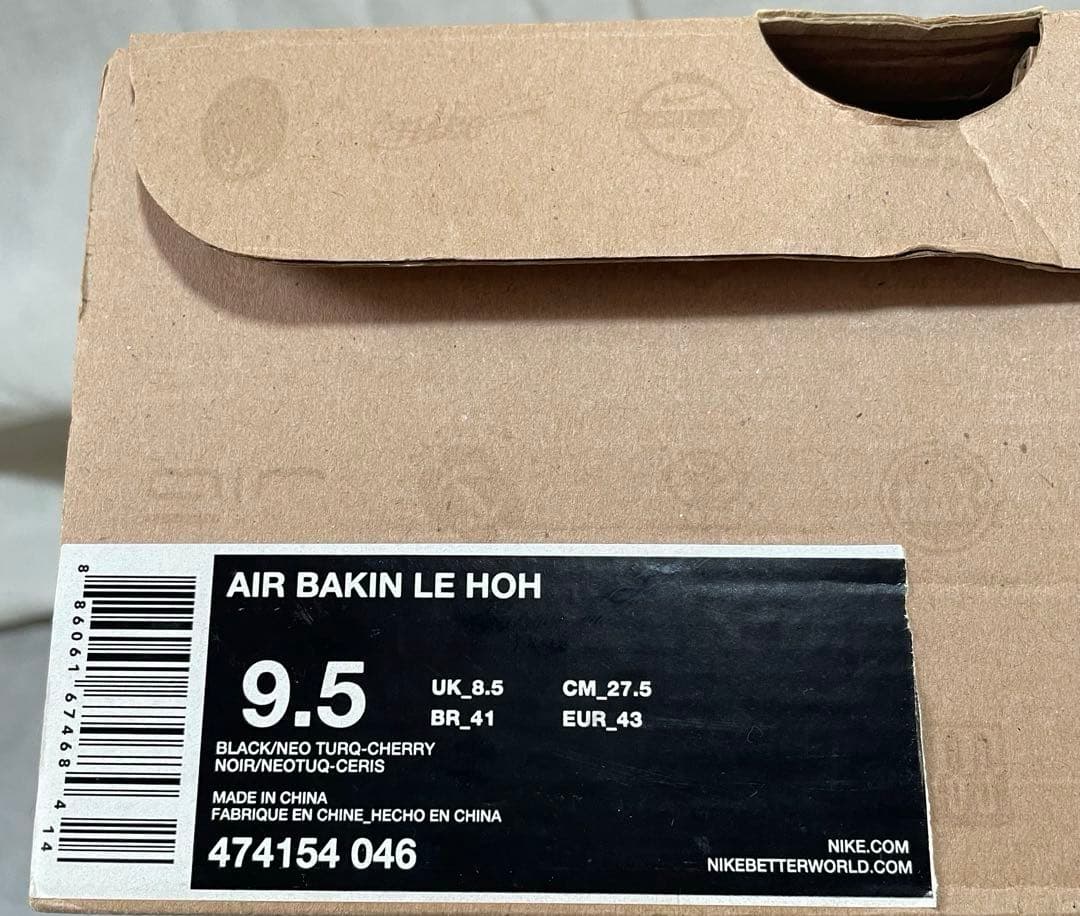 AIR BAKIN LE HOH
9.5
UK_8.5 CM_27.5
BR_41 EUR_43
BLACK/NEO TURQ-CHERRY
NOIR/NEOTUQ-CERIS
MADE IN CHINA
FABRIQUE EN CHINE_HECHO EN CHINA
474154 046
NIKE.COM
NIKEBETTERWORLD.COM
8 86061 67468 4 14